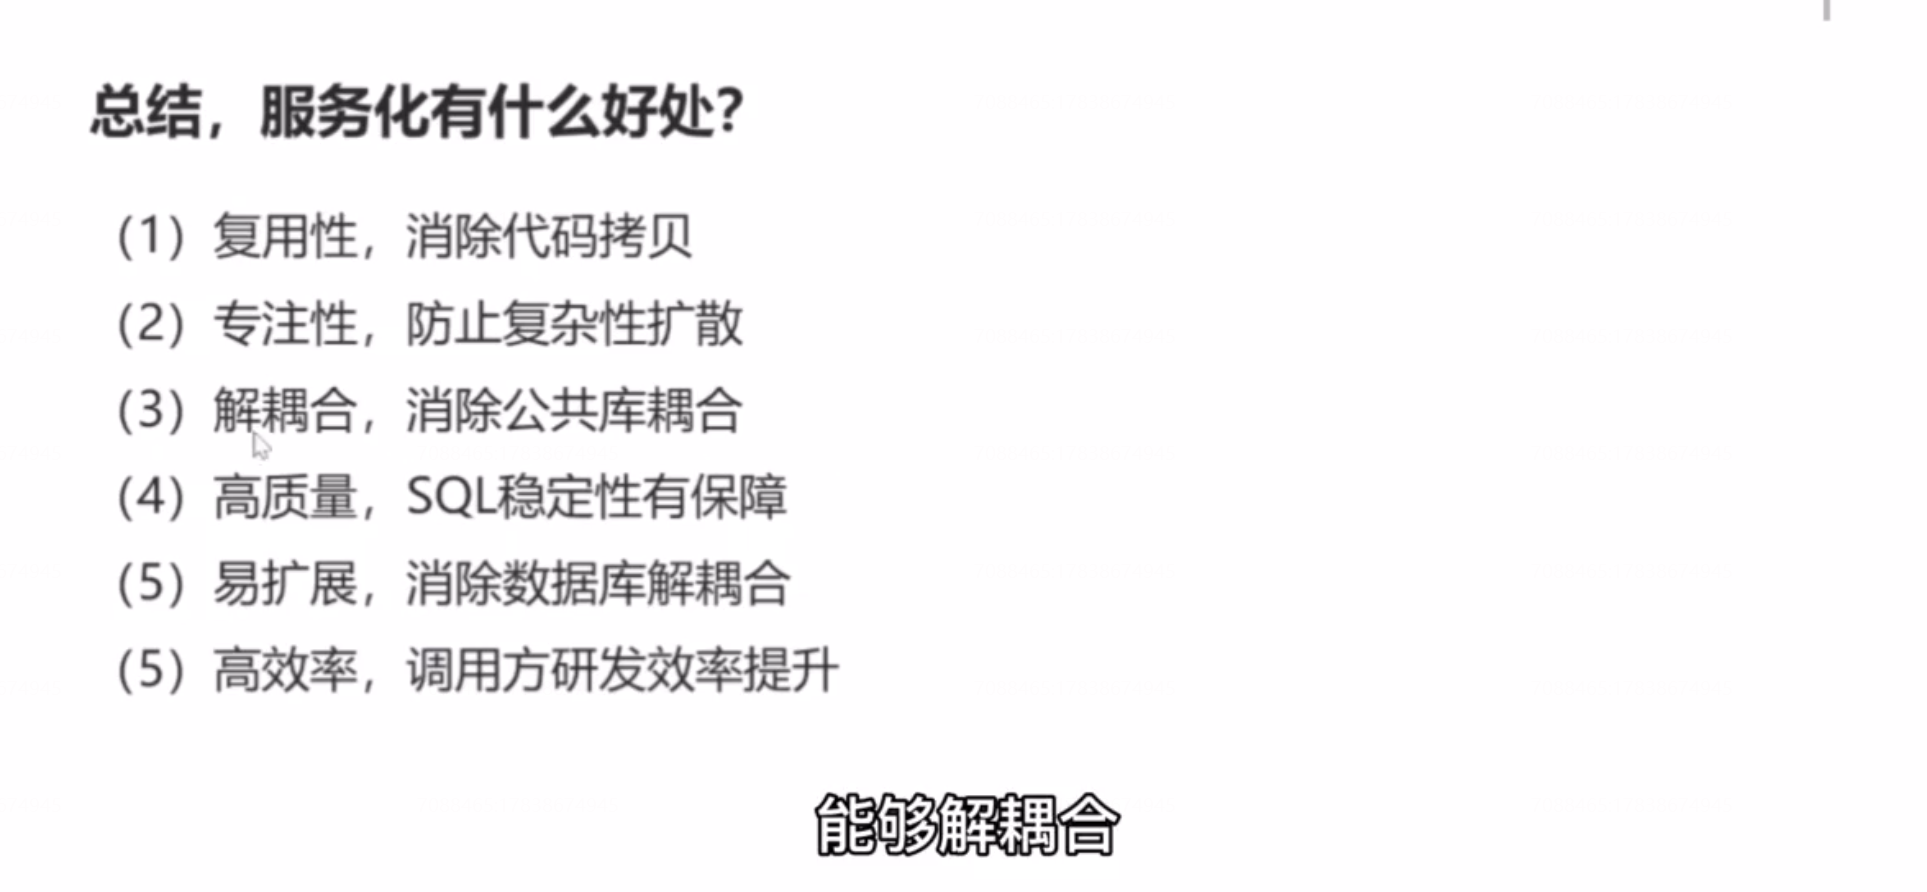 总结，服务化有什么好处？
（1）复用性，消除代码拷贝
（2）专注性，防止复杂性扩散
（3）解耦合，消除公共库耦合
（4）高质量，SQL稳定性有保障
（5）易扩展，消除数据库解耦合
（5）高效率，调用方研发效率提升
能够解耦合